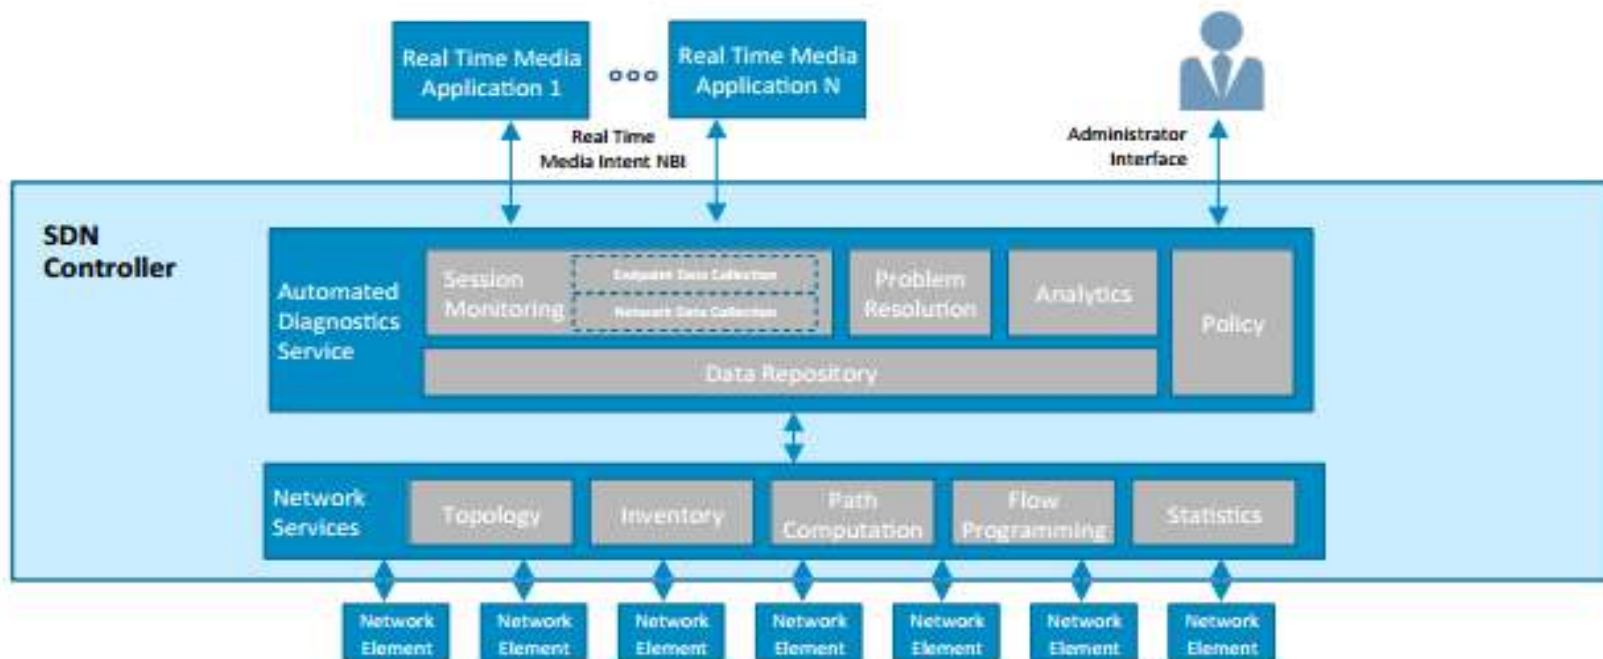 Real Time Media
Application 1
Real Time Media
Application N
Real Time
Media Intent NBI
Administrator
Interface
SDN
Controller
Automated
Diagnostics
Service
Session
Monitoring
Endpoint Data Collection
Network Data Collection
Problem
Resolution
Analytics
Policy
Data Repository
Network
Services
Topology
Inventory
Path
Computation
Flow
Programming
Statistics
Network
Element
Network
Element
Network
Element
Network
Element
Network
Element
Network
Element
Network
Element